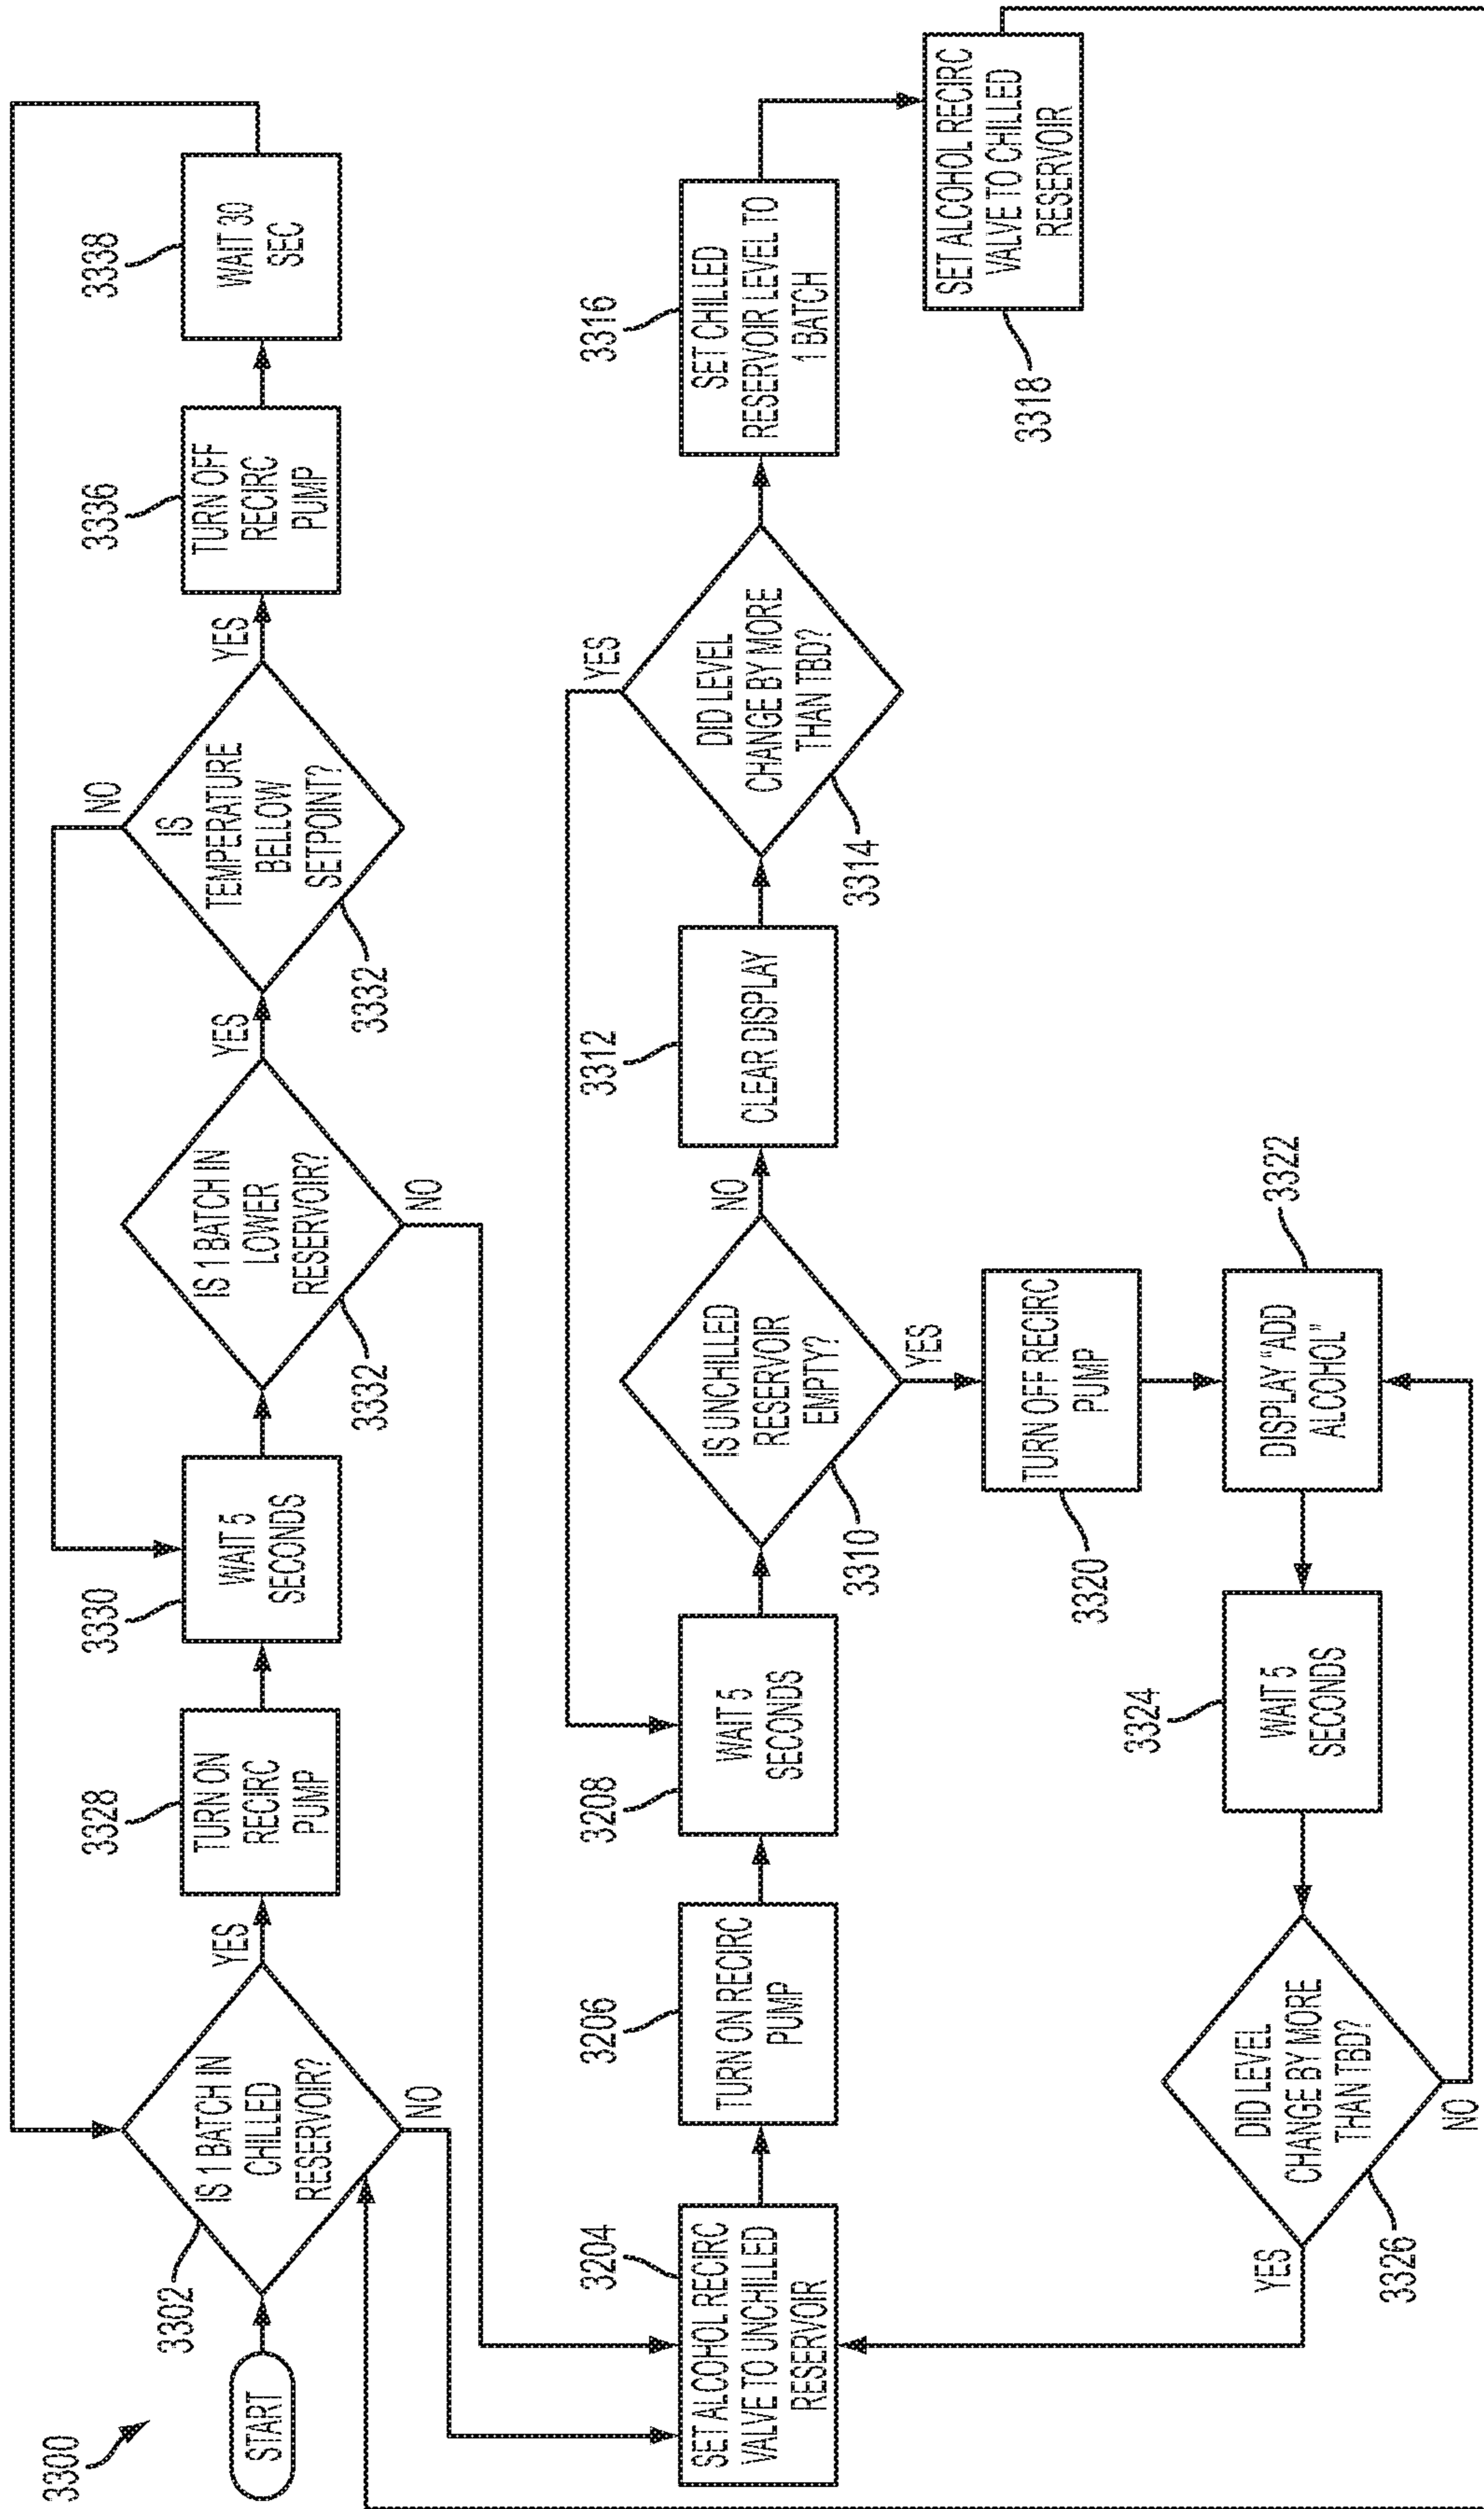 3300
START
3302
IS 1 BATCH IN
CHILLED
RESERVOIR?
YES
NO
3328
TURN ON
RECIRC
PUMP
3330
WAIT 5
SECONDS
3332
IS 1 BATCH IN
LOWER
RESERVOIR?
YES
NO
3332
IS
TEMPERATURE
BELLOW
SETPOINT?
NO
YES
3336
TURN OFF
RECIRC
PUMP
3338
WAIT 30
SEC
3204
SET ALCOHOL RECIRC
VALVE TO UNCHILLED
RESERVOIR
3206
TURN ON RECIRC
PUMP
3208
WAIT 5
SECONDS
3310
IS UNCHILLED
RESERVOIR
EMPTY?
NO
YES
3312
CLEAR DISPLAY
3314
DID LEVEL
CHANGE BY MORE
THAN TBD?
YES
3316
SET CHILLED
RESERVOIR LEVEL TO
1 BATCH
SET ALCOHOL RECIRC
VALVE TO CHILLED
RESERVOIR
3318
3320
TURN OFF RECIRC
PUMP
3322
DISPLAY "ADD
ALCOHOL"
3324
WAIT 5
SECONDS
3326
DID LEVEL
CHANGE BY MORE
THAN TBD?
YES
NO